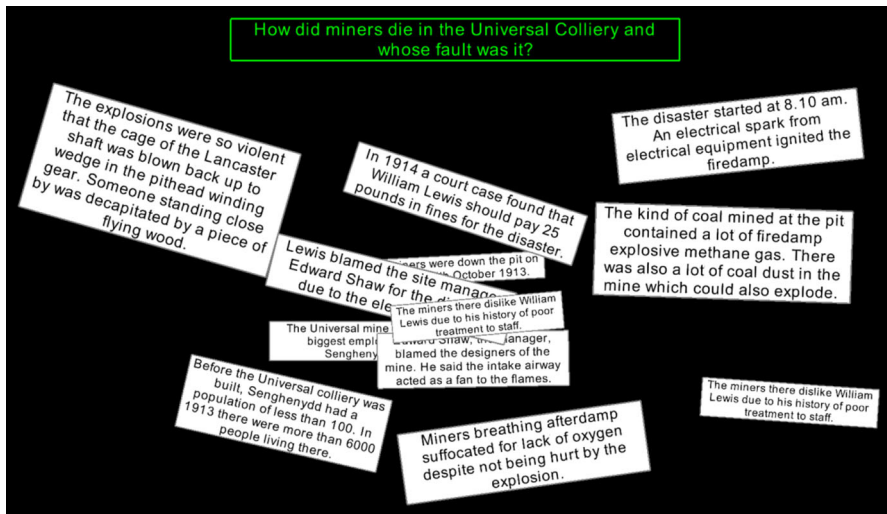 How did miners die in the Universal Colliery and
whose fault was it?
The explosions were so violent
that the cage of the Lancaster
shaft was blown back up to
wedge in the pithead winding
gear. Someone standing close
by was decapitated by a piece of
flying wood.
In 1914 a court case found that
William Lewis should pay 25
pounds in fines for the disaster.
The disaster started at 8.10 am.
An electrical spark from
electrical equipment ignited the
firedamp.
The kind of coal mined at the pit
contained a lot of firedamp
explosive methane gas. There
was also a lot of coal dust in the
mine which could also explode.
were down the pit on
October 1913.
Lewis blamed the site
Edward Shaw for the
due to the
The miners there dislike William
Lewis due to his history of poor
treatment to staff.
The Universal mine
biggest
Shaw,
blamed the designers of the
mine. He said the intake airway
acted as a fan to the flames.
Before the Universal colliery was
built, Senghenydd had a
population of less than 100. In
1913 there were more than 6000
people living there.
Miners breathing afterdamp
suffocated for lack of oxygen
despite not being hurt by the
explosion.
The miners there dislike William
Lewis due to his history of poor
treatment to staff.